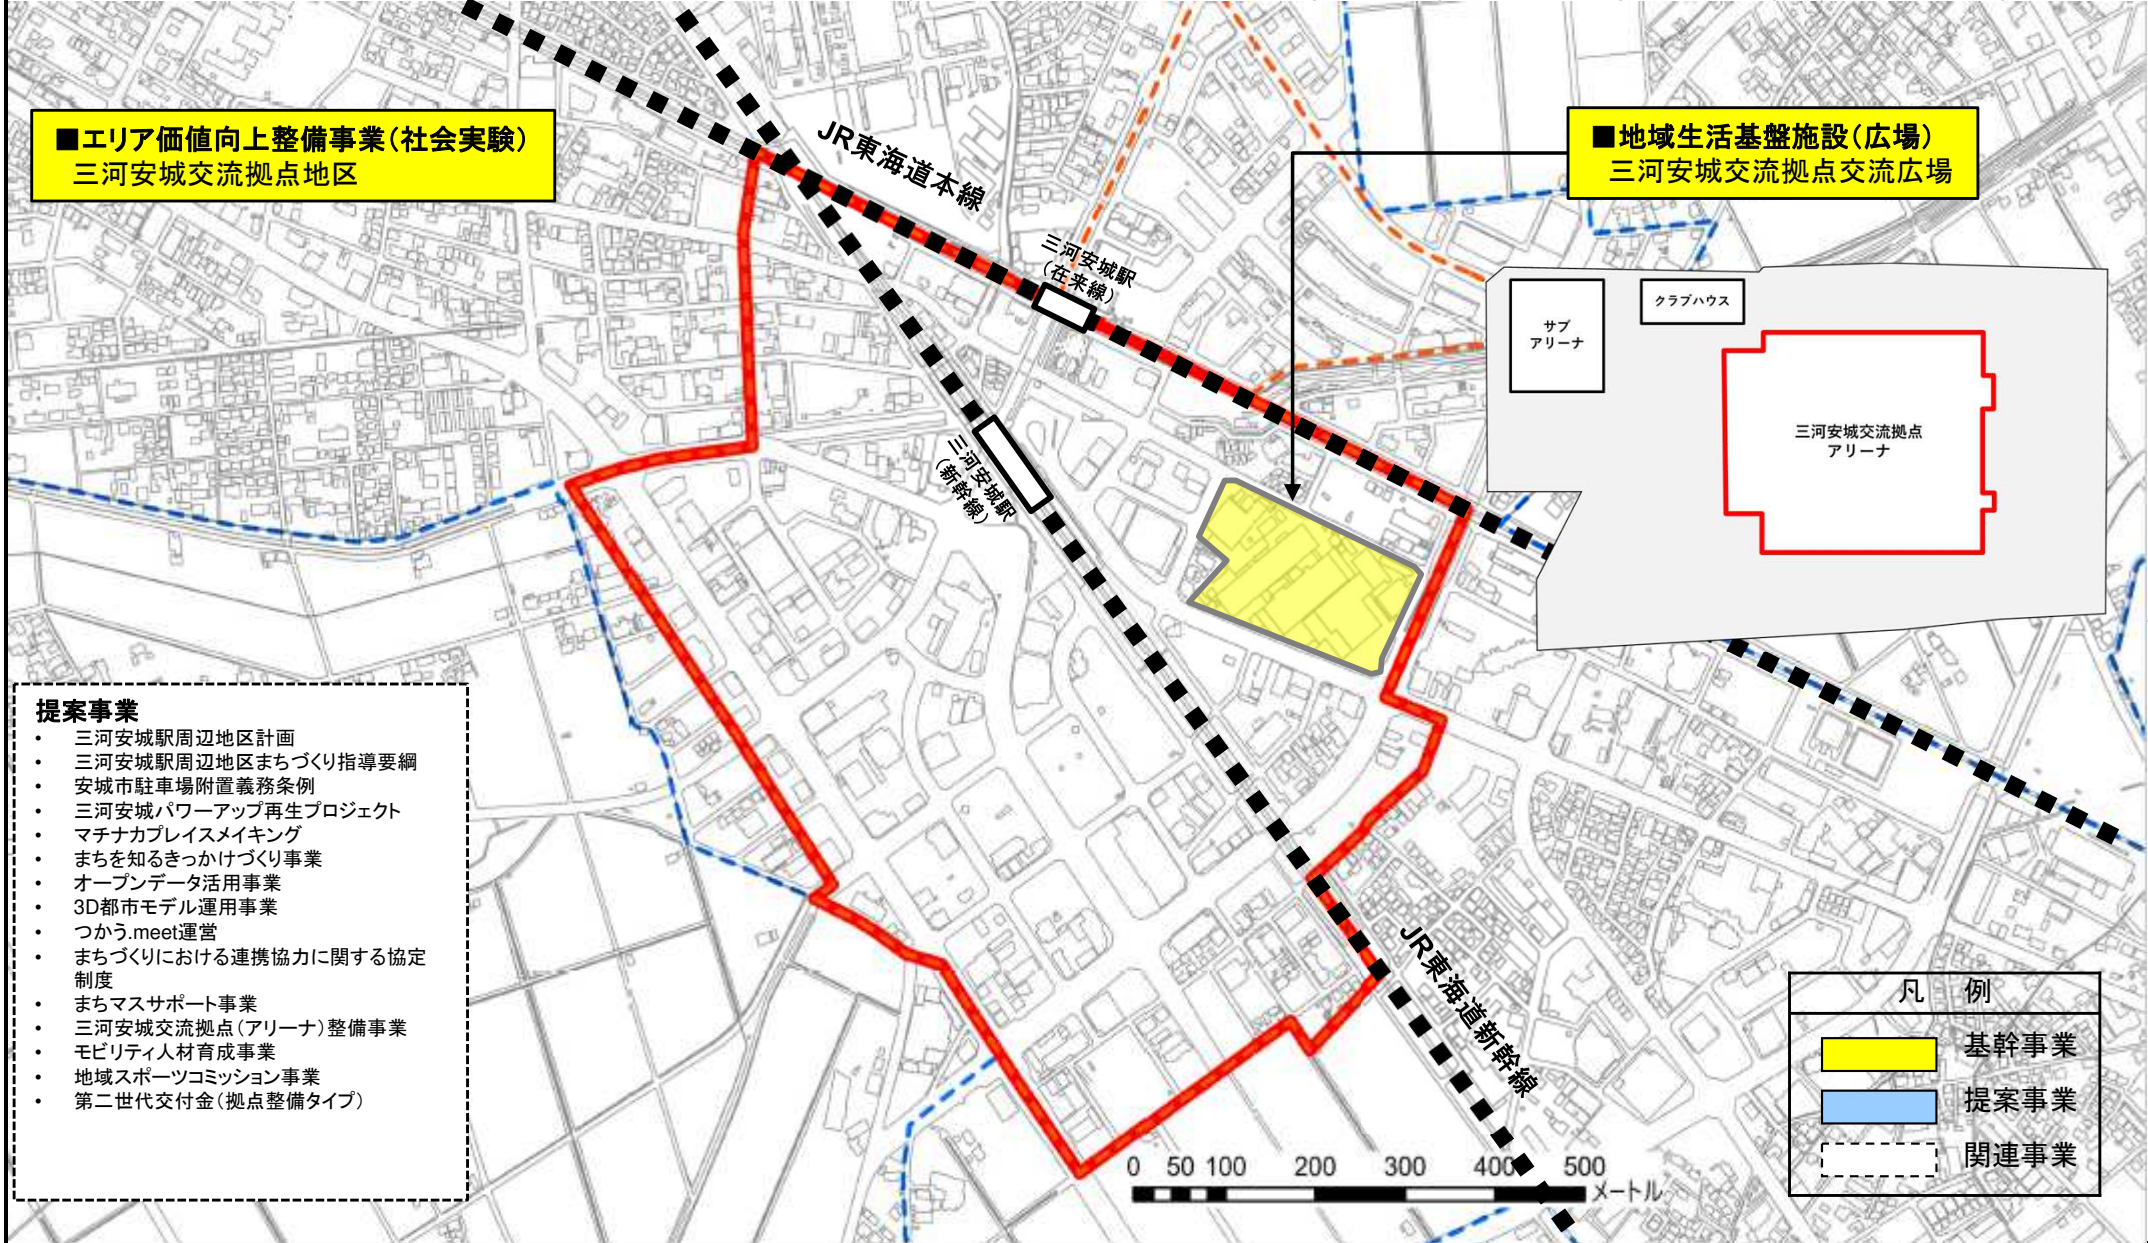 ■エリア価値向上整備事業(社会実験)
三河安城交流拠点地区
■地域生活基盤施設(広場)
三河安城交流拠点交流広場
JR東海道本線
三河安城駅
(在来線)
三河安城駅
(新幹線)
サブ
アリーナ
クラブハウス
三河安城交流拠点
アリーナ
提案事業
・ 三河安城駅周辺地区計画
・ 三河安城駅周辺地区まちづくり指導要綱
・ 安城市駐車場附置義務条例
・ 三河安城パワーアップ再生プロジェクト
・ マチナカプレイスメイキング
・ まちを知るきっかけづくり事業
・ オープンデータ活用事業
・ 3D都市モデル運用事業
・ つかう.meet運営
・ まちづくりにおける連携協力に関する協定
制度
・ まちマスサポート事業
・ 三河安城交流拠点(アリーナ)整備事業
・ モビリティ人材育成事業
・ 地域スポーツコミッション事業
・ 第二世代交付金(拠点整備タイプ)
JR東海道新幹線
凡 例
基幹事業
提案事業
関連事業
0 50 100 200 300 400 500
メートル